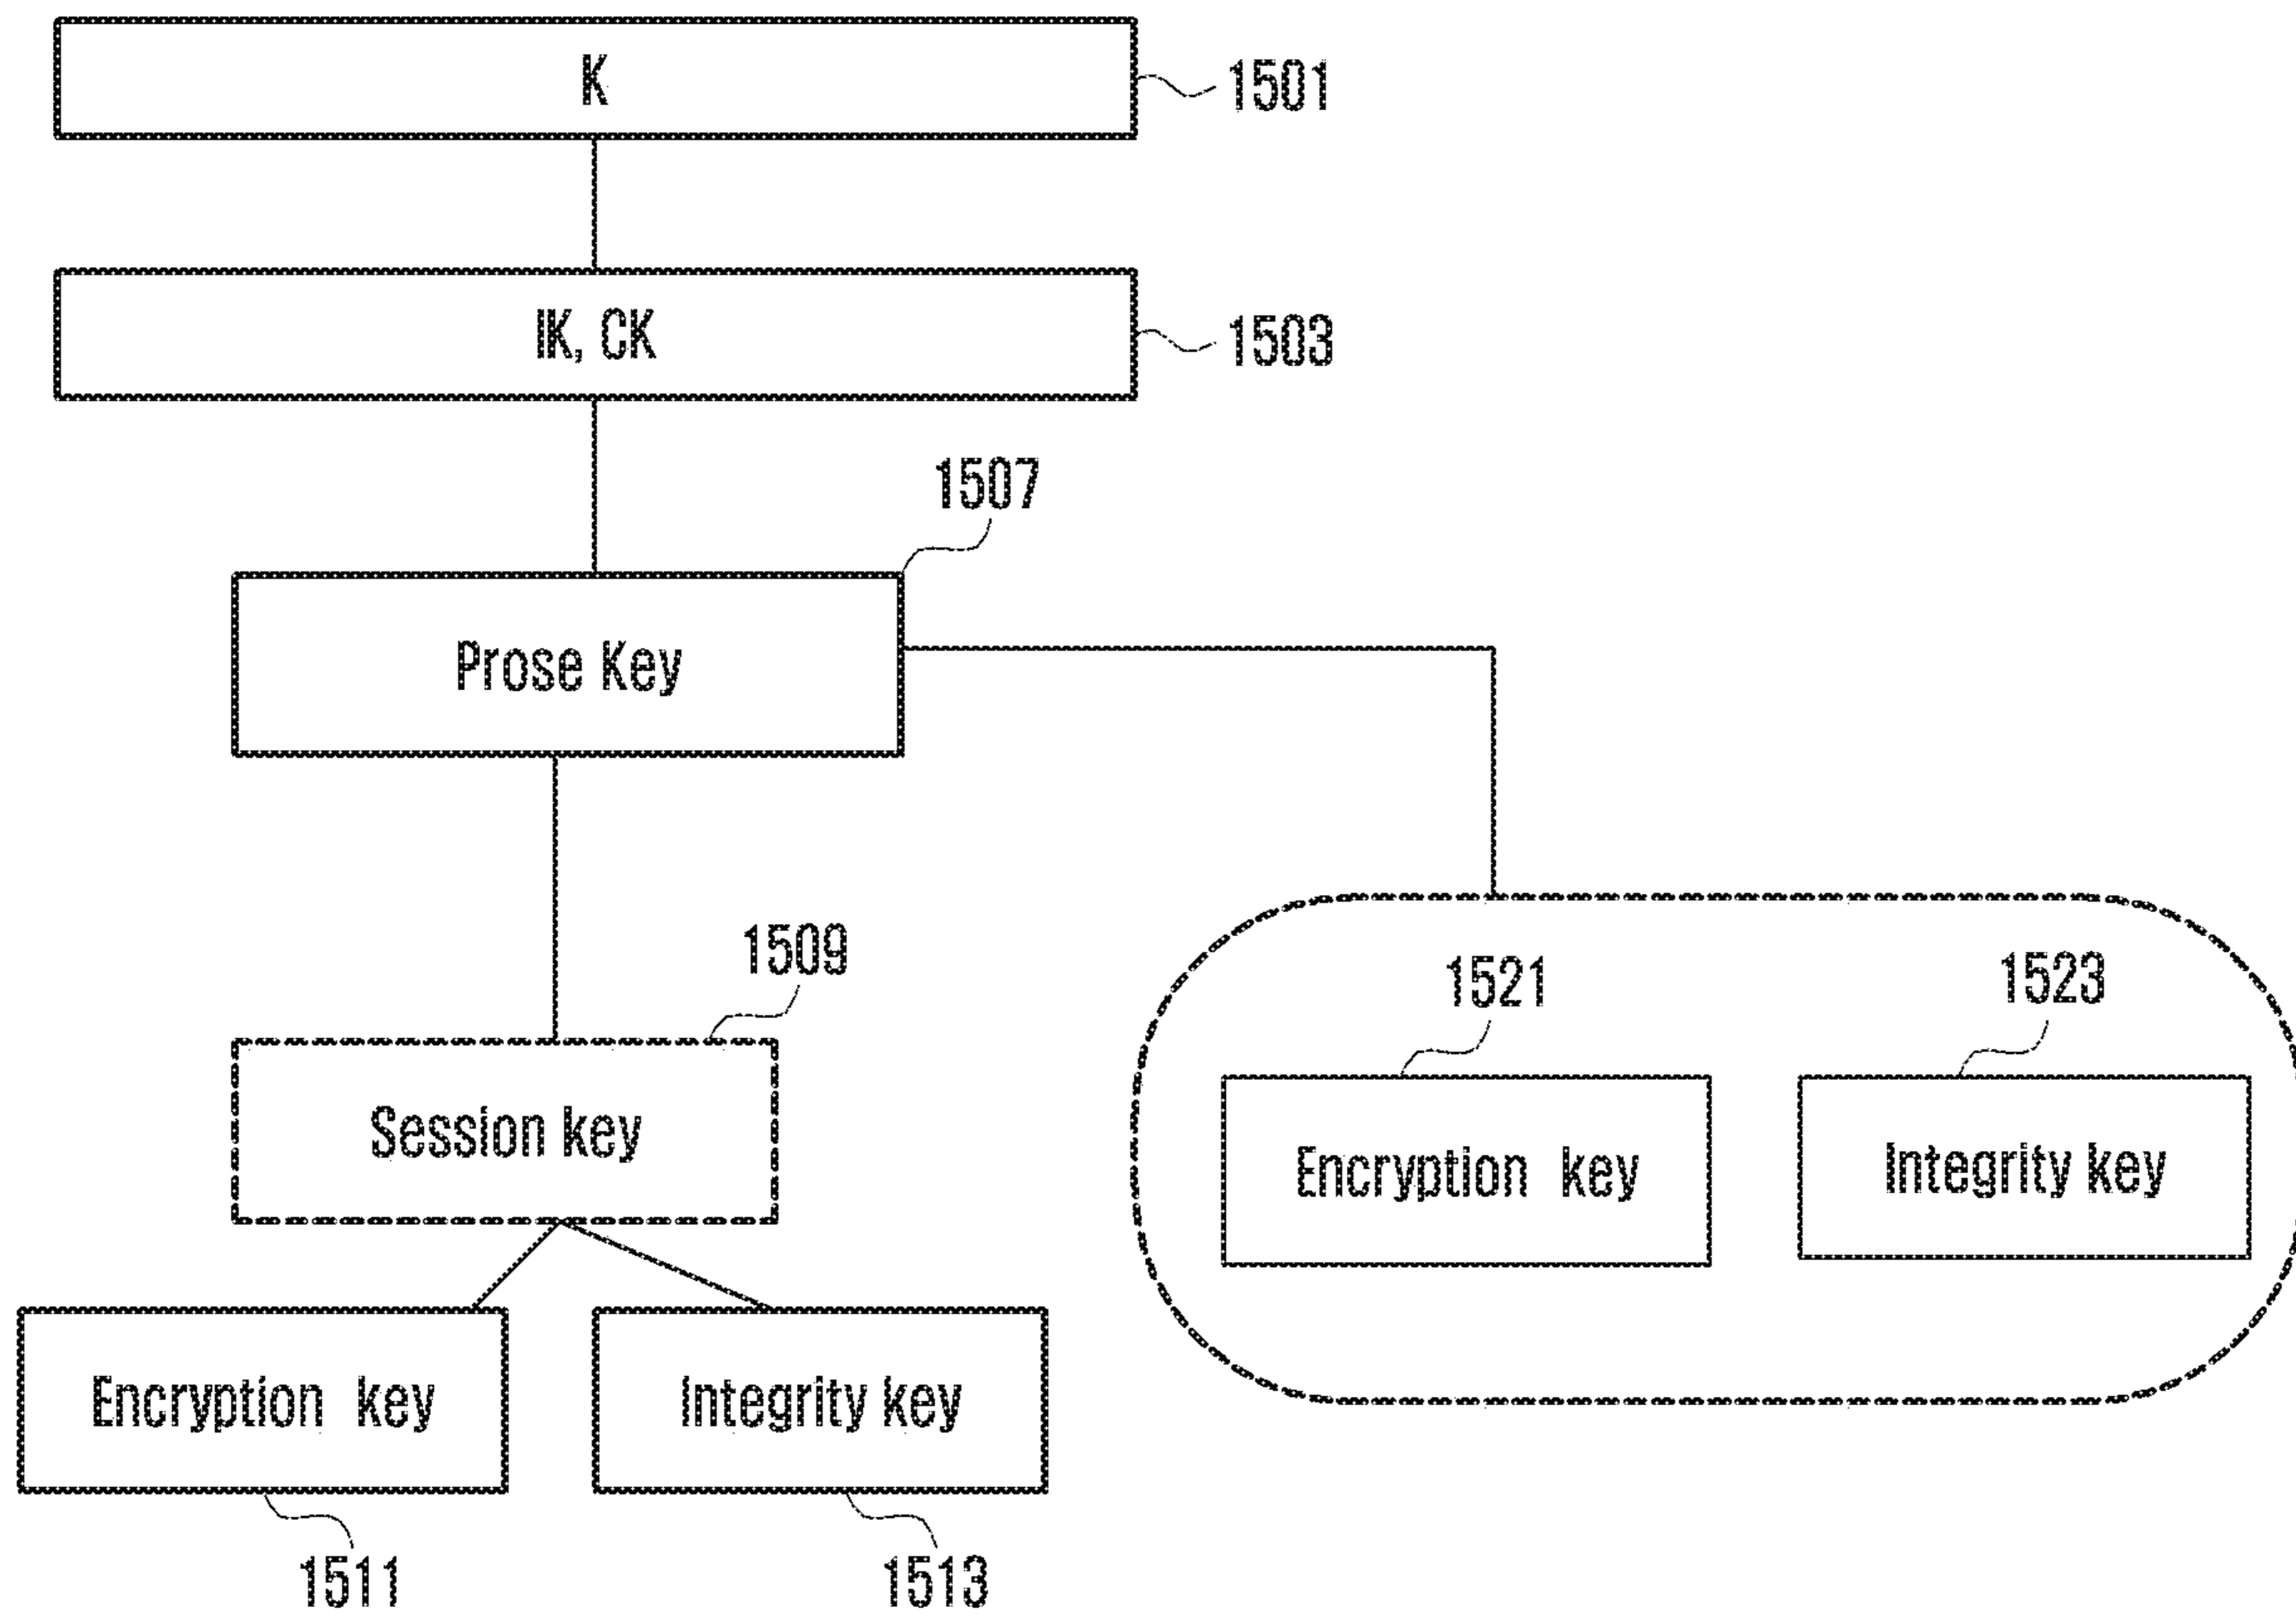 K
1501
IK, CK
1503
1507
Prose Key
1509
1521
1523
Session key
Encryption key
Integrity key
Encryption key
Integrity key
1511
1513